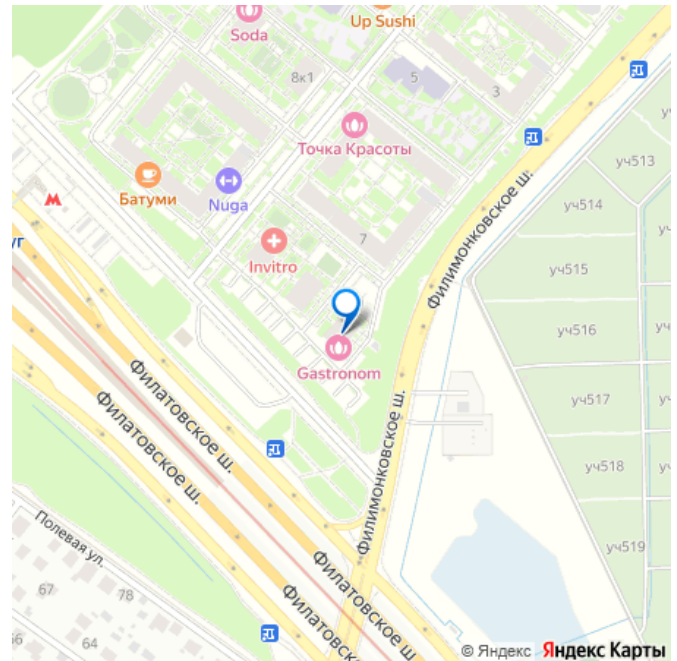 Up Sushi
Soda
8к1
5
3
Точка Красоты
уч513
Батуми
Nuga
уч514
Филимонковское ш.
7
Invitro
уч515
уч516
Gastronom
Филатовское ш.
уч517
Филатовское ш.
Филимонковское ш.
уч518
Полевая ул.
уч519
67
78
Филатовское ш.
64
© Яндекс Яндекс Карты